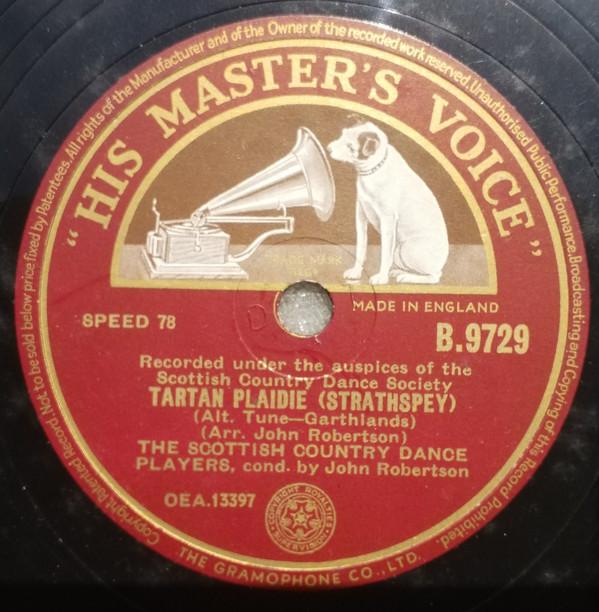 Copyright. Patented Record. Not to be sold below price fixed by Patentees. All rights of the Manufacturer and of the Owner of the recorded work reserved. Unauthorised Public Performance, Broadcasting and Copying of this Record Prohibited.
"HIS MASTER'S VOICE"
TRADE MARK
MADE IN ENGLAND
SPEED 78
B.9729
Recorded under the auspices of the
Scottish Country Dance Society
TARTAN PLAIDIE (STRATHSPEY)
(Alt. Tune—Garthlands)
(Arr. John Robertson)
THE SCOTTISH COUNTRY DANCE
PLAYERS, cond. by John Robertson
OEA.13397
COPYRIGHT ROYALTIES
SUPERVISION
THE GRAMOPHONE CO., LTD.